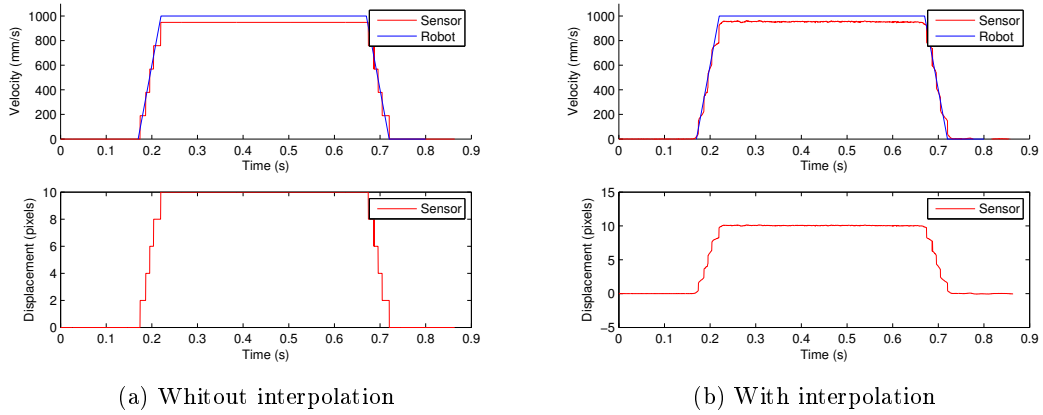 1000
800
600
400
200
0
Velocity (mm/s)
Sensor
Robot
0 0.1 0.2 0.3 0.4 0.5 0.6 0.7 0.8 0.9
Time (s)
10
8
6
4
2
0
Displacement (pixels)
Sensor
0 0.1 0.2 0.3 0.4 0.5 0.6 0.7 0.8 0.9
Time (s)
(a) Whitout interpolation
1000
800
600
400
200
0
Velocity (mm/s)
Sensor
Robot
0 0.1 0.2 0.3 0.4 0.5 0.6 0.7 0.8 0.9
Time (s)
15
10
5
0
−5
Displacement (pixels)
Sensor
0 0.1 0.2 0.3 0.4 0.5 0.6 0.7 0.8 0.9
Time (s)
(b) With interpolation